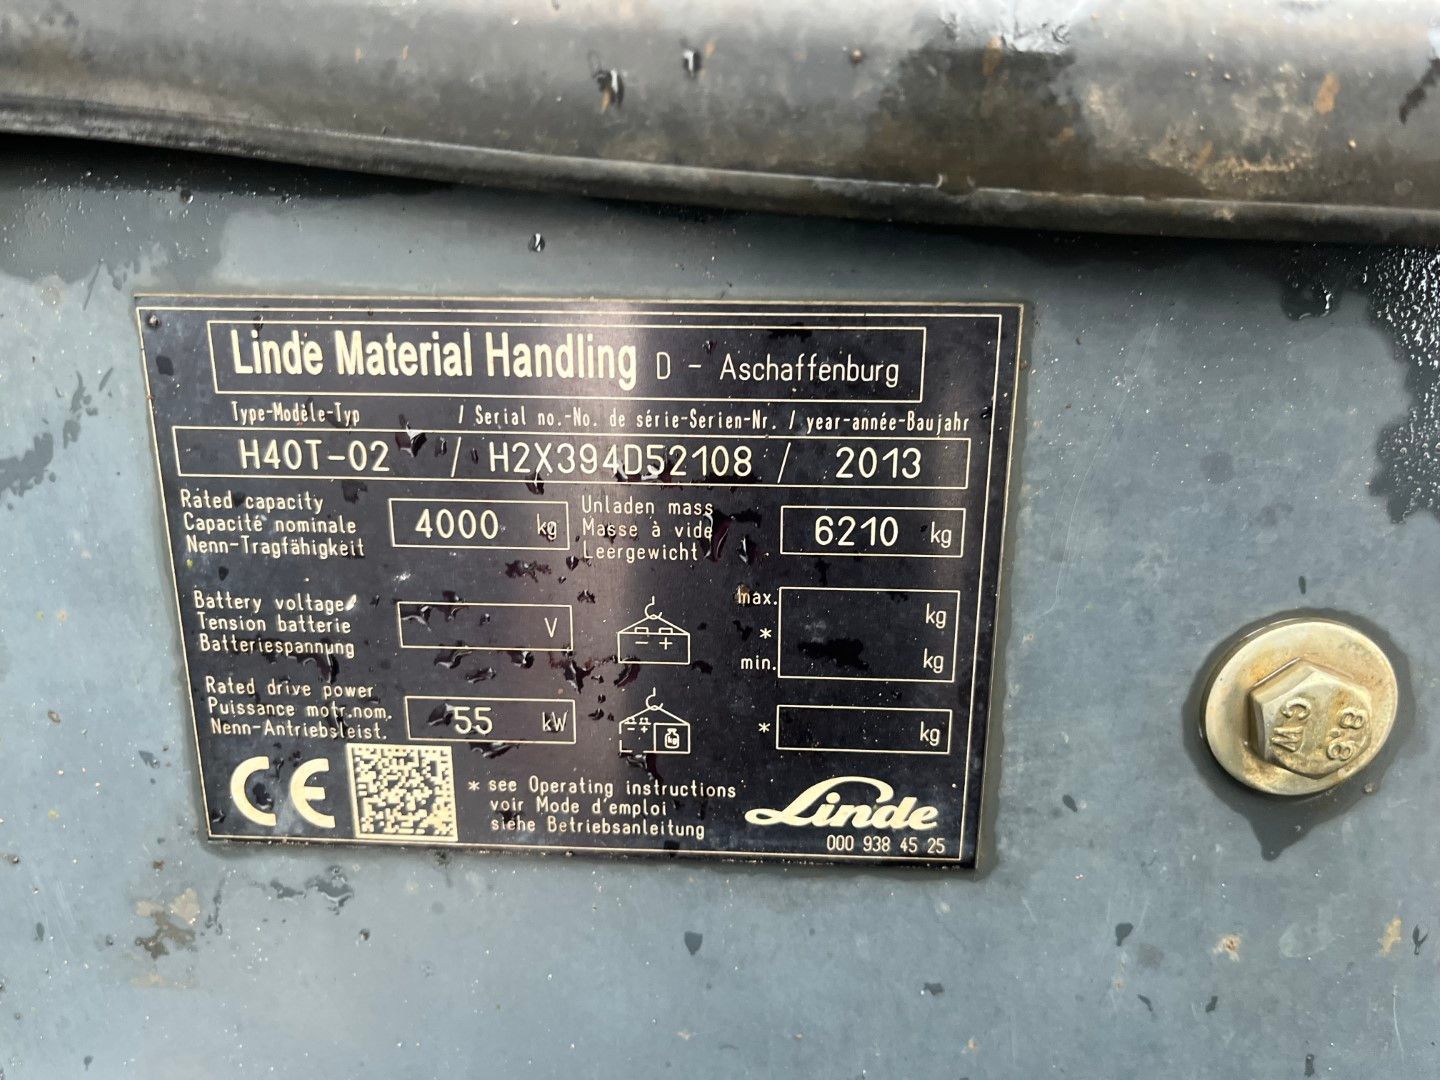 Linde Material Handling D - Aschaffenburg
Type-Modèle-Typ / Serial no.-No. de série-Serien-Nr. / year-année-Baujahr
H40T-02 / H2X394D52108 / 2013
Rated capacity
Capacité nominale
Nenn-Tragfähigkeit
4000 kg
Unladen mass
Masse à vide
Leergewicht
6210 kg
Battery voltage
Tension batterie
Batteriespannung
V
- +
max. kg
*
min. kg
Rated drive power
Puissance motr.nom.
Nenn-Antriebsleist.
55 kW
- +
kg
* kg
CE
* see Operating instructions
voir Mode d'emploi
siehe Betriebsanleitung
Linde
000 938 45 25
8.8
CW